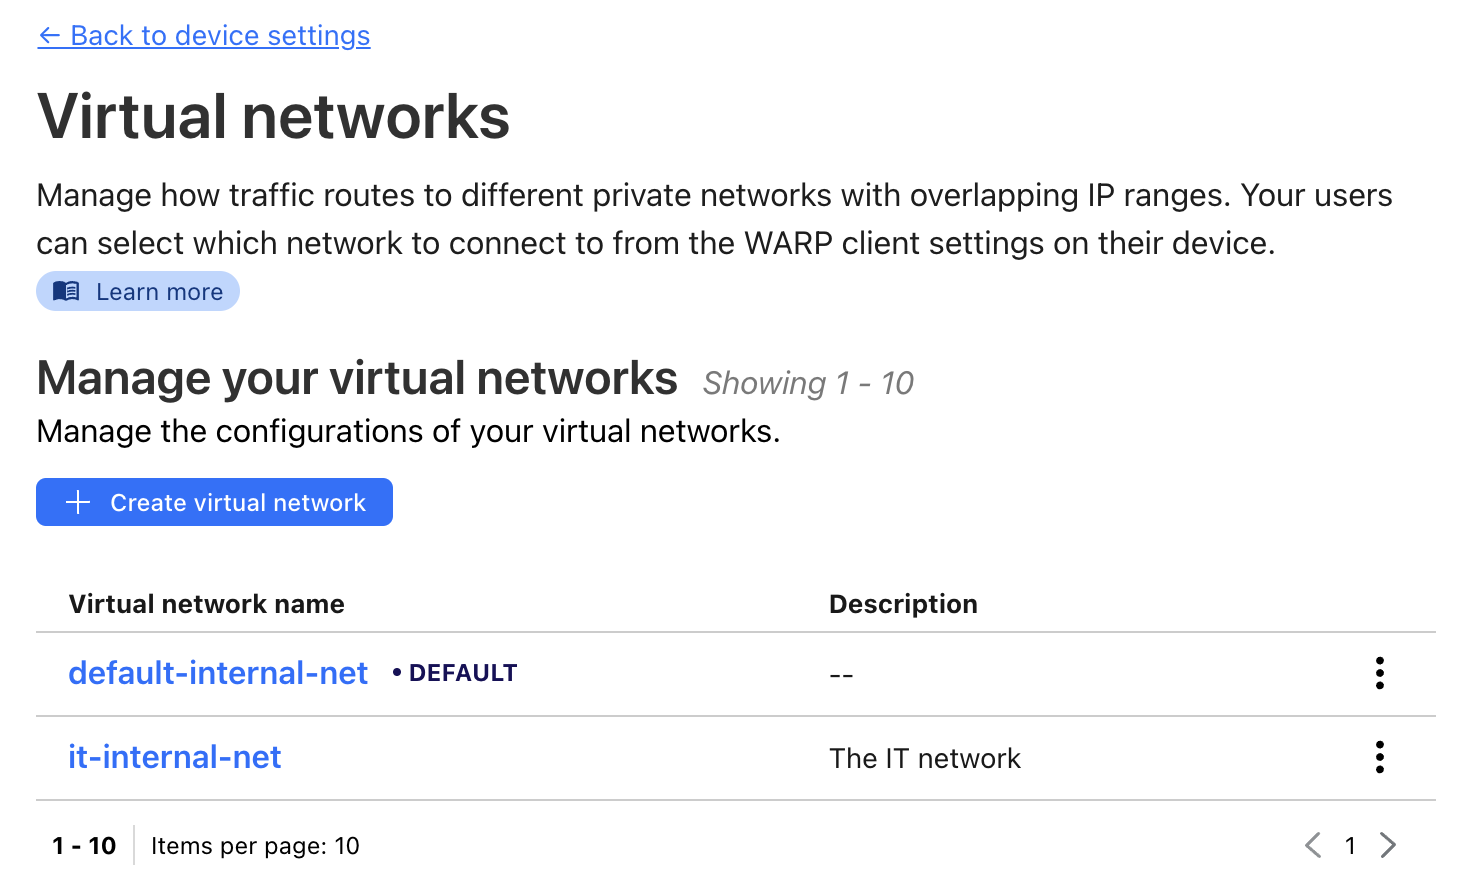 ← Back to device settings
Virtual networks
Manage how traffic routes to different private networks with overlapping IP ranges. Your users
can select which network to connect to from the WARP client settings on their device.
Learn more
Manage your virtual networks Showing 1 - 10
Manage the configurations of your virtual networks.
+ Create virtual network
Virtual network name Description
default-internal-net • DEFAULT --
it-internal-net The IT network
1 - 10 Items per page: 10 < 1 >